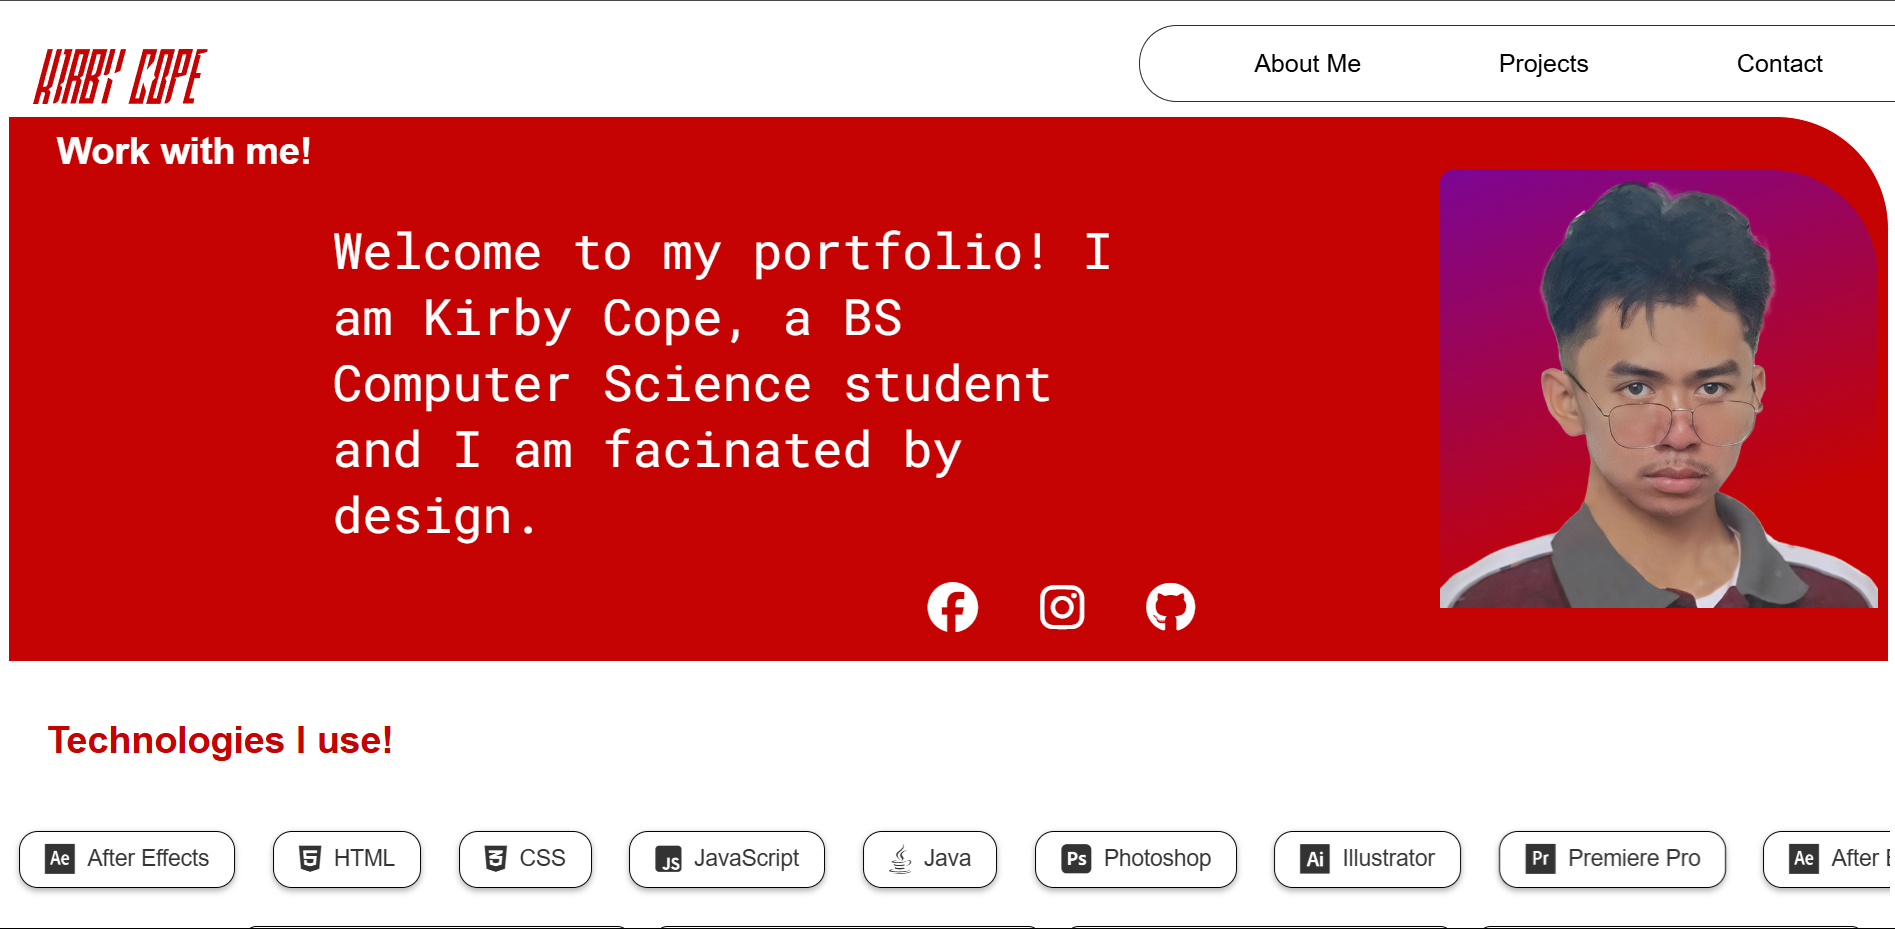 KIRBY COPE
About Me
Projects
Contact
Work with me!
Welcome to my portfolio! I
am Kirby Cope, a BS
Computer Science student
and I am facinated by
design.
Technologies I use!
Ae After Effects
HTML
CSS
JS JavaScript
Java
Ps Photoshop
Ai Illustrator
Pr Premiere Pro
Ae After